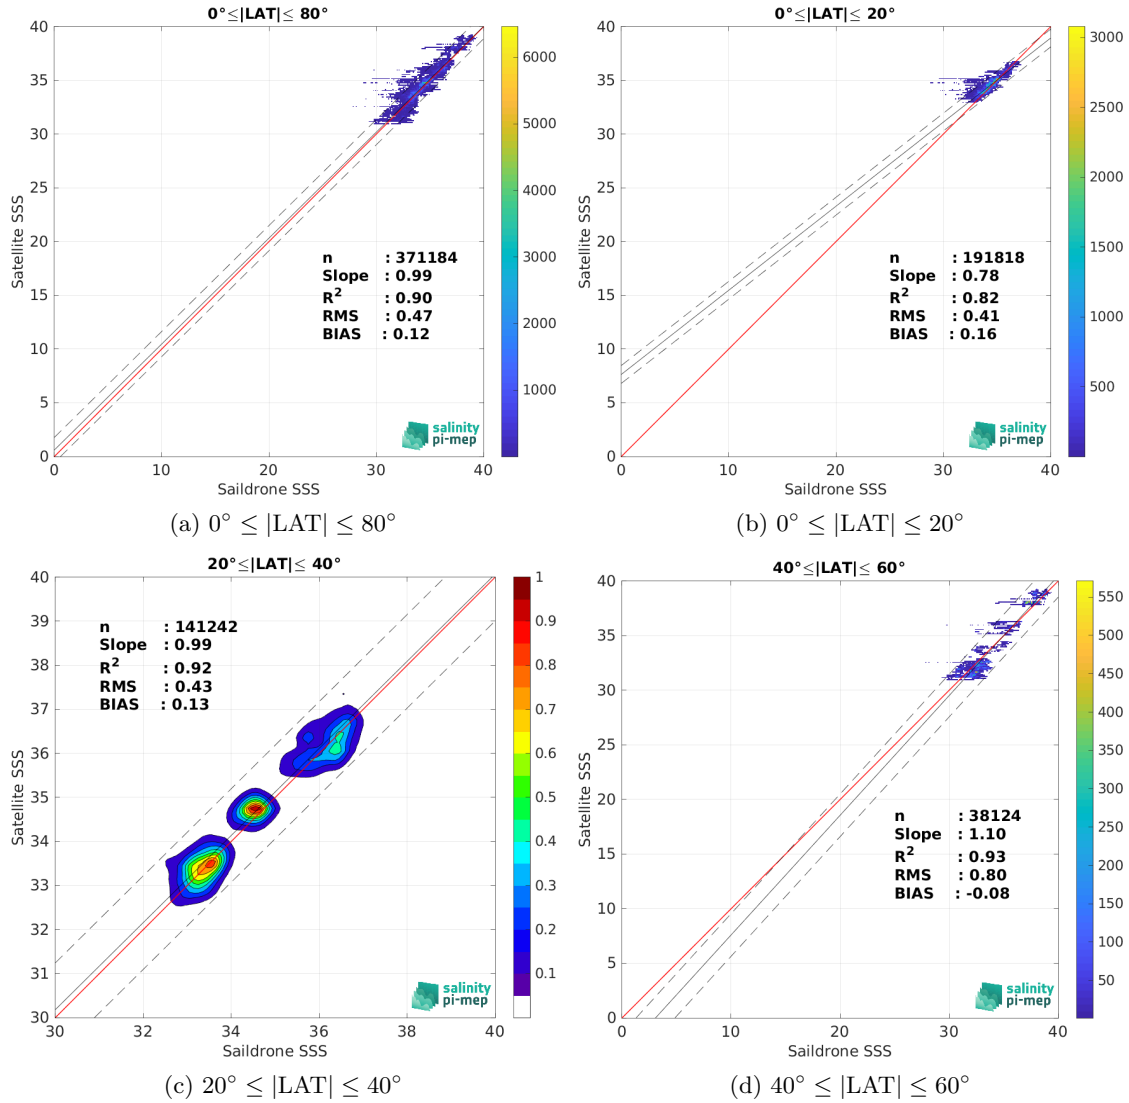 0°≤|LAT|≤ 80°
40
35
30
25
20
15
10
5
0
Satellite SSS
n : 371184
Slope : 0.99
R² : 0.90
RMS : 0.47
BIAS : 0.12
salinity
pi-mep
0 10 20 30 40
Saildrone SSS
6000
5000
4000
3000
2000
1000
(a) 0° ≤ |LAT| ≤ 80°
0°≤|LAT|≤ 20°
40
35
30
25
20
15
10
5
0
Satellite SSS
n : 191818
Slope : 0.78
R² : 0.82
RMS : 0.41
BIAS : 0.16
salinity
pi-mep
0 10 20 30 40
Saildrone SSS
3000
2500
2000
1500
1000
500
(b) 0° ≤ |LAT| ≤ 20°
20°≤|LAT|≤ 40°
40
39
38
37
36
35
34
33
32
31
30
Satellite SSS
n : 141242
Slope : 0.99
R² : 0.92
RMS : 0.43
BIAS : 0.13
salinity
pi-mep
30 32 34 36 38 40
Saildrone SSS
1
0.9
0.8
0.7
0.6
0.5
0.4
0.3
0.2
0.1
(c) 20° ≤ |LAT| ≤ 40°
40°≤|LAT|≤ 60°
40
35
30
25
20
15
10
5
0
Satellite SSS
n : 38124
Slope : 1.10
R² : 0.93
RMS : 0.80
BIAS : -0.08
salinity
pi-mep
0 10 20 30 40
Saildrone SSS
550
500
450
400
350
300
250
200
150
100
50
(d) 40° ≤ |LAT| ≤ 60°